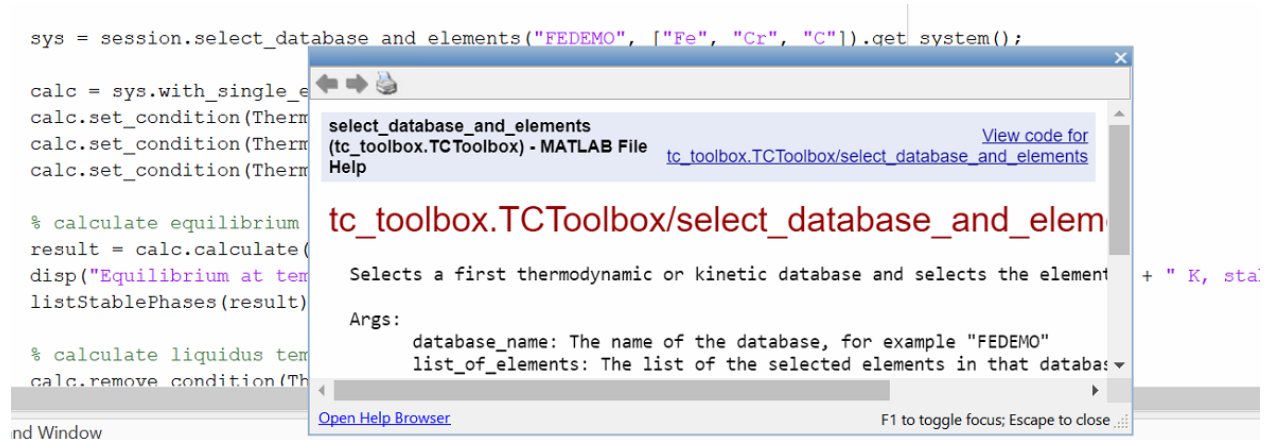 sys = session.select_database_and_elements("FEDEMO", ["Fe", "Cr", "C"]).get_system();
calc = sys.with_single_e
calc.set_condition(Therm
calc.set_condition(Therm
calc.set_condition(Therm
% calculate equilibrium
result = calc.calculate(
disp("Equilibrium at tem
+ " K, sta
listStablePhases(result)
% calculate liquidus tem
calc.remove_condition(Th
nd Window
select_database_and_elements
(tc_toolbox.TCToolbox) - MATLAB File
Help
View code for
tc_toolbox.TCToolbox/select_database_and_elements
tc_toolbox.TCToolbox/select_database_and_elem
Selects a first thermodynamic or kinetic database and selects the element
Args:
database_name: The name of the database, for example "FEDEMO"
list_of_elements: The list of the selected elements in that databas
Open Help Browser
F1 to toggle focus; Escape to close